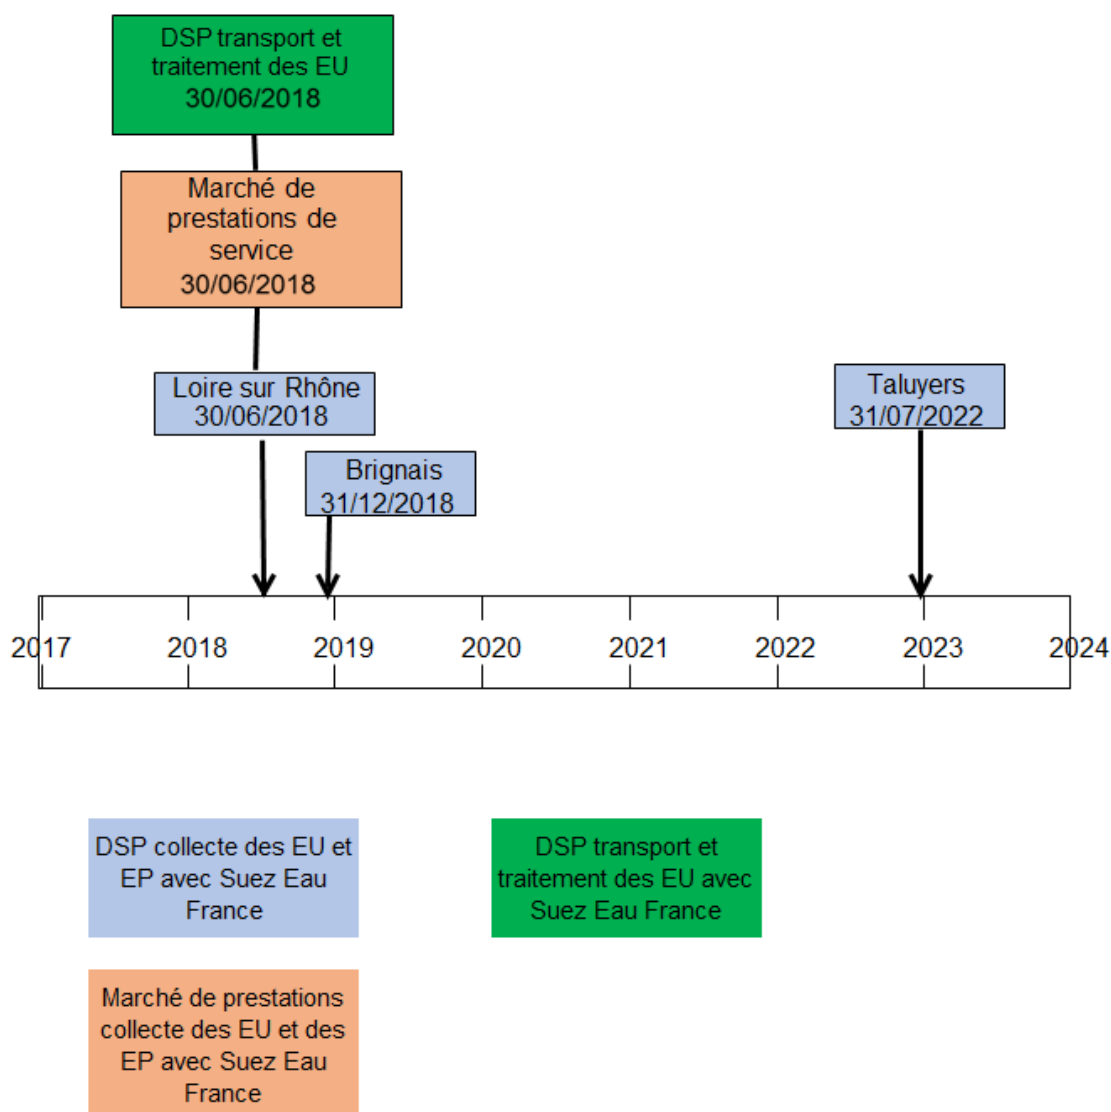 DSP transport et
traitement des EU
30/06/2018
Marché de
prestations de
service
30/06/2018
Loire sur Rhône
30/06/2018
Taluyers
31/07/2022
Brignais
31/12/2018
2017 2018 2019 2020 2021 2022 2023 2024
DSP collecte des EU et
EP avec Suez Eau
France
DSP transport et
traitement des EU avec
Suez Eau France
Marché de prestations
collecte des EU et des
EP avec Suez Eau
France